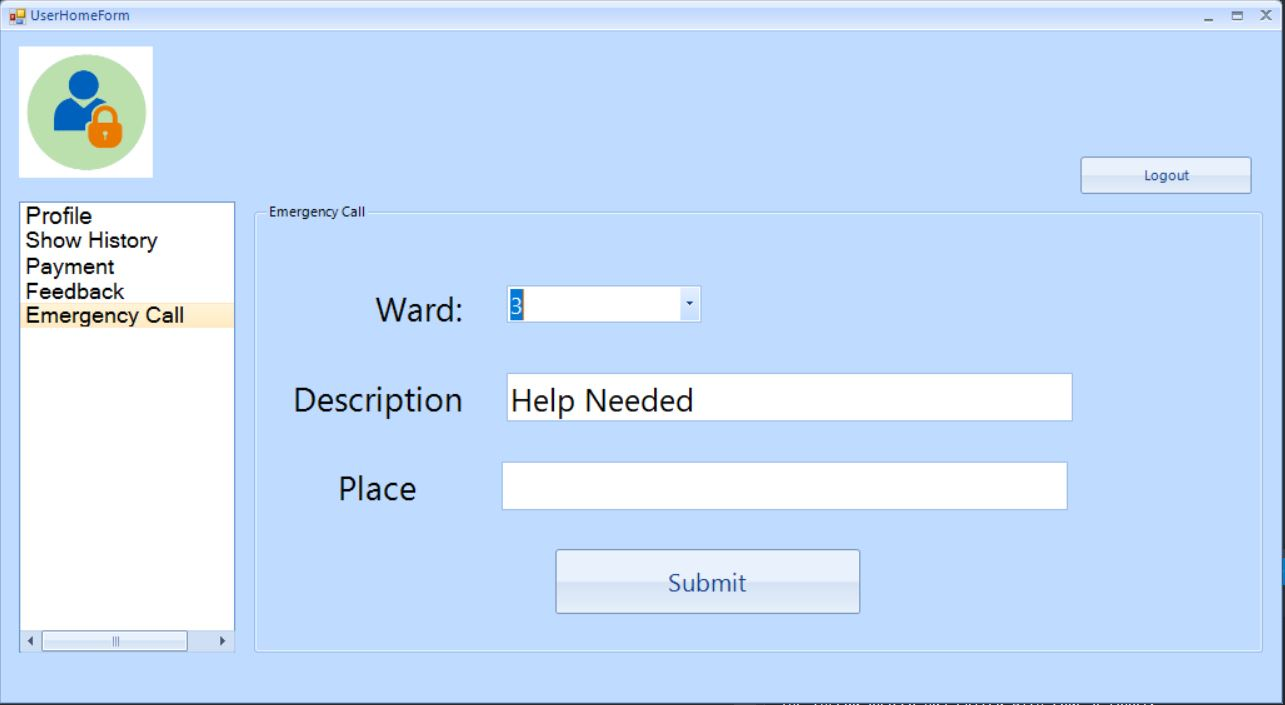 UserHomeForm
Logout
Profile
Show History
Payment
Feedback
Emergency Call
Emergency Call
Ward: 3
Description Help Needed
Place
Submit